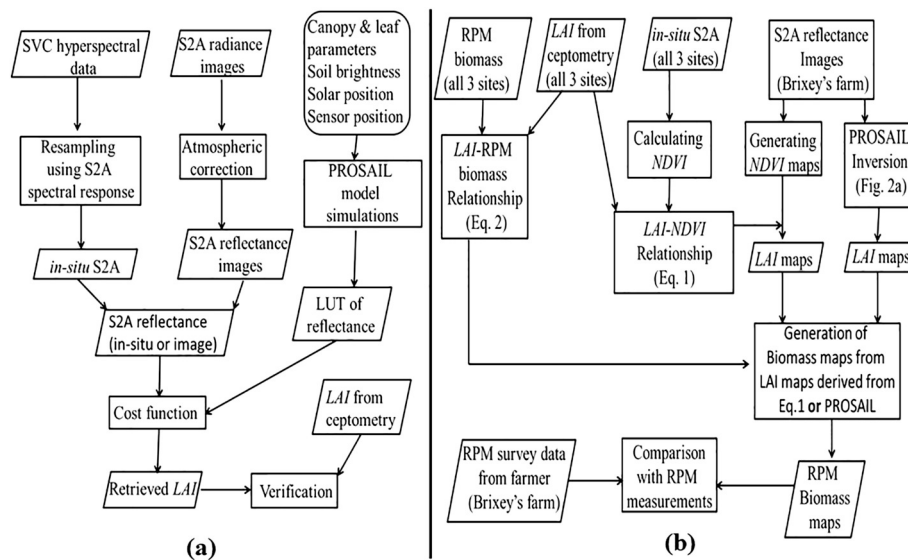 SVC hyperspectral
data
S2A radiance
images
Canopy & leaf
parameters
Soil brightness
Solar position
Sensor position
Resampling
using S2A
spectral response
Atmospheric
correction
PROSAIL
model
simulations
in-situ S2A
S2A reflectance
images
LUT of
reflectance
S2A reflectance
(in-situ or image)
Cost function
LAI from
ceptometry
Retrieved LAI
Verification
(a)
RPM
biomass
(all 3 sites)
LAI from
ceptometry
(all 3 sites)
in-situ S2A
(all 3 sites)
S2A reflectance
Images
(Brixey's farm)
LAI-RPM
biomass
Relationship
(Eq. 2)
Calculating
NDVI
Generating
NDVI maps
PROSAIL
Inversion
(Fig. 2a)
LAI-NDVI
Relationship
(Eq. 1)
LAI maps
LAI maps
Generation of
Biomass maps from
LAI maps derived from
Eq.1 or PROSAIL
RPM survey data
from farmer
(Brixey's farm)
Comparison
with RPM
measurements
RPM
Biomass
maps
(b)